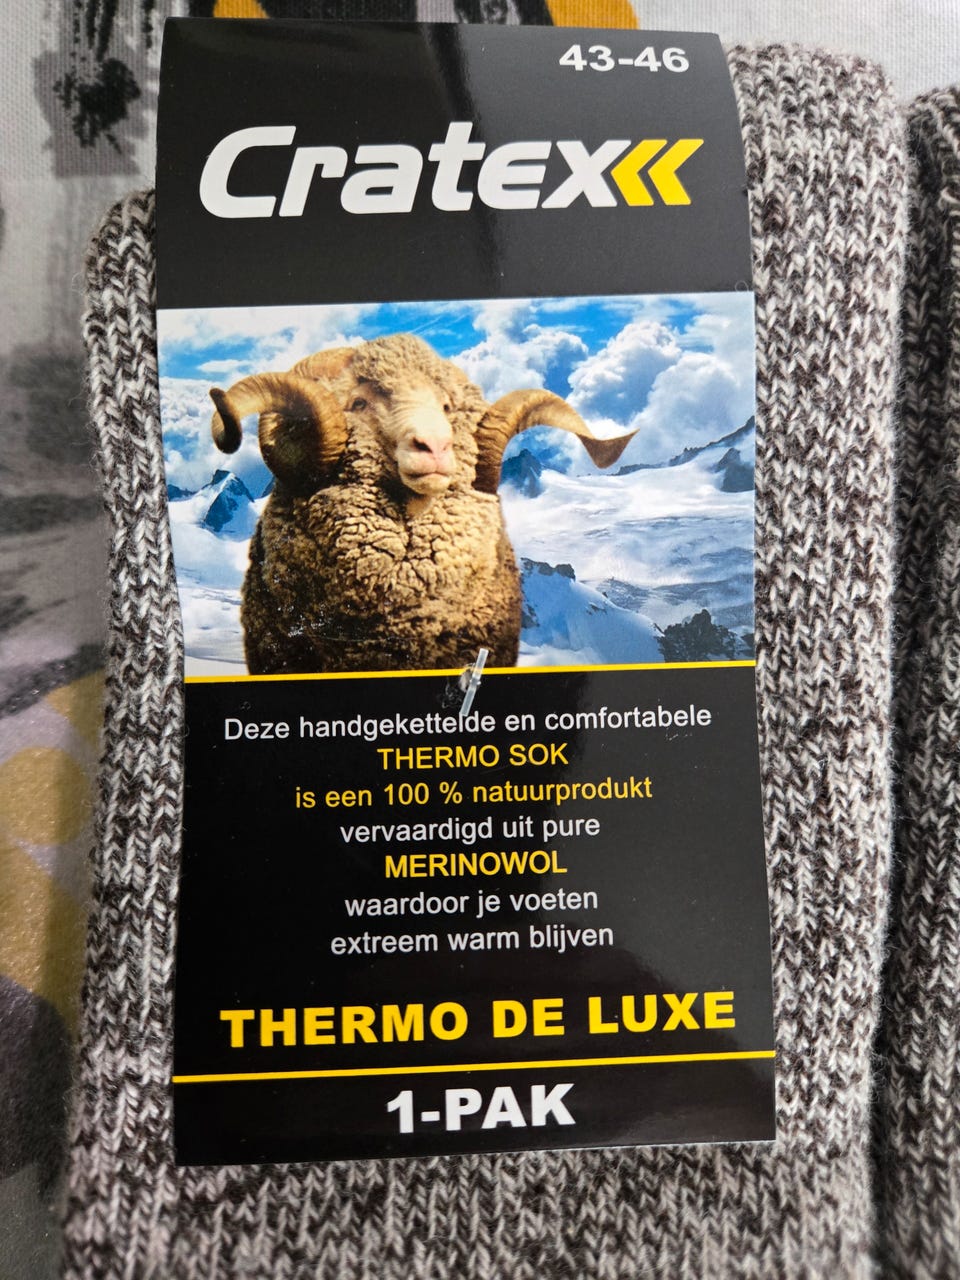 43-46
Cratex
Deze handgekettelde en comfortabele
THERMO SOK
is een 100 % natuurprodukt
vervaardigd uit pure
MERINOWOL
waardoor je voeten
extreem warm blijven
THERMO DE LUXE
1-PAK